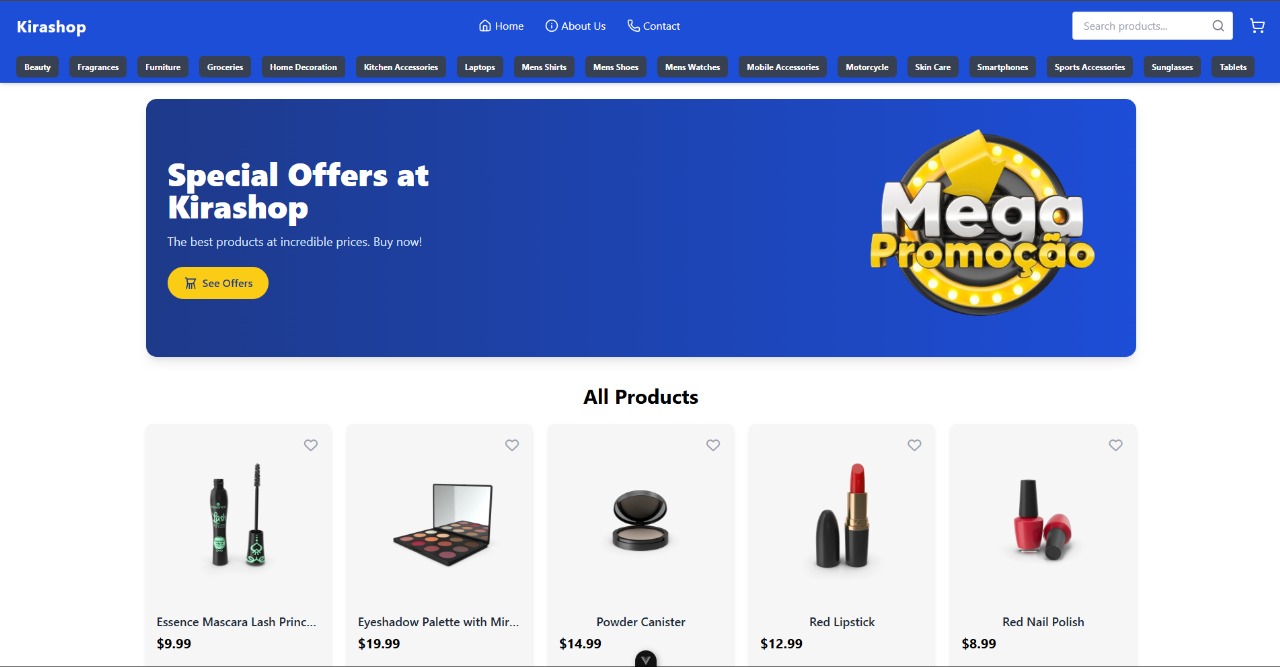 Kirashop
Home
About Us
Contact
Search products...
Beauty
Fragrances
Furniture
Groceries
Home Decoration
Kitchen Accessories
Laptops
Mens Shirts
Mens Shoes
Mens Watches
Mobile Accessories
Motorcycle
Skin Care
Smartphones
Sports Accessories
Sunglasses
Tablets
Special Offers at
Kirashop
The best products at incredible prices. Buy now!
See Offers
Mega
Promoção
All Products
Essence Mascara Lash Princ...
$9.99
Eyeshadow Palette with Mir...
$19.99
Powder Canister
$14.99
Red Lipstick
$12.99
Red Nail Polish
$8.99